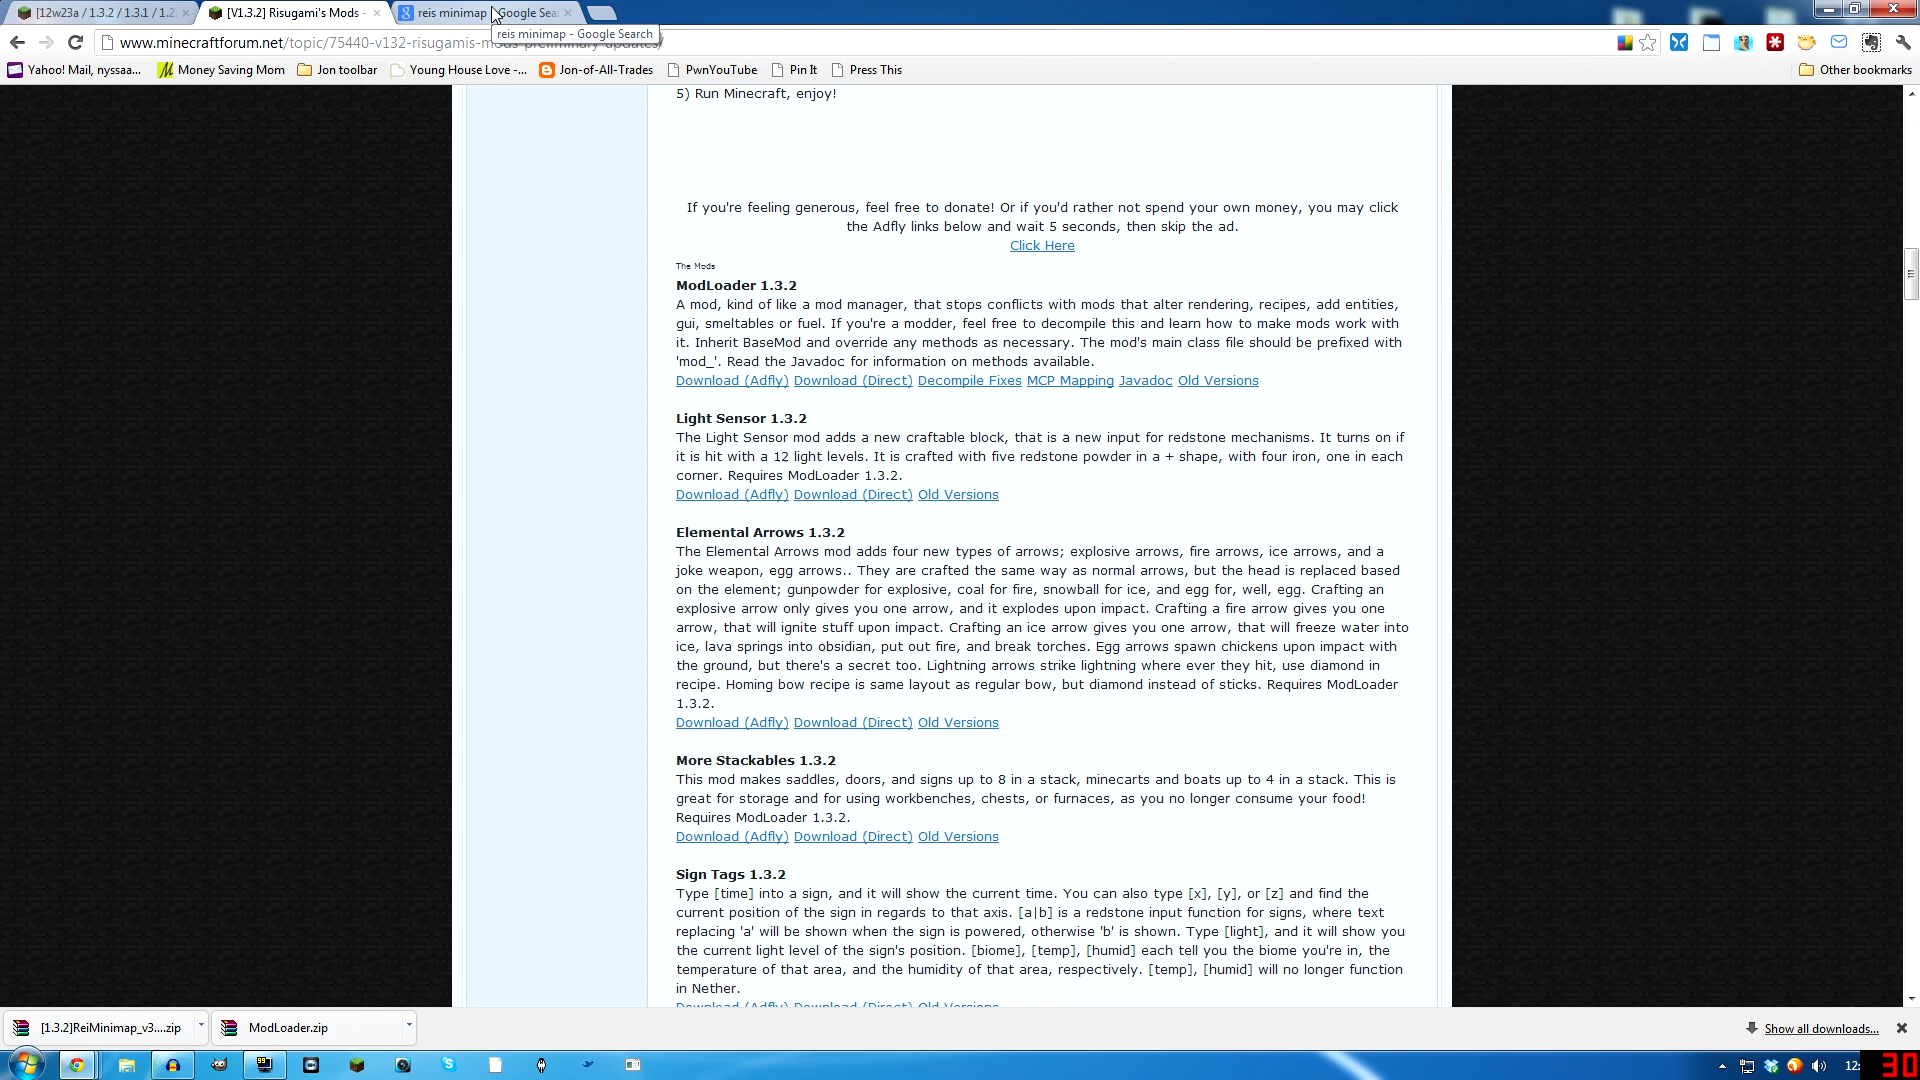 [12w23a / 1.3.2 / 1.3.1 / 1.2.
[V1.3.2] Risugami's Mods -
reis minimap - Google Sea
reis minimap - Google Search
www.minecraftforum.net/topic/75440-v132-risugamis-mods-preliminary-updates/
Yahoo! Mail, nyssaa...
Money Saving Mom
Jon toolbar
Young House Love -...
Jon-of-All-Trades
PwnYouTube
Pin It
Press This
Other bookmarks
5) Run Minecraft, enjoy!
If you're feeling generous, feel free to donate! Or if you'd rather not spend your own money, you may click
the Adfly links below and wait 5 seconds, then skip the ad.
Click Here
The Mods
ModLoader 1.3.2
A mod, kind of like a mod manager, that stops conflicts with mods that alter rendering, recipes, add entities,
gui, smeltables or fuel. If you're a modder, feel free to decompile this and learn how to make mods work with
it. Inherit BaseMod and override any methods as necessary. The mod's main class file should be prefixed with
'mod_'. Read the Javadoc for information on methods available.
Download (Adfly) Download (Direct) Decompile Fixes MCP Mapping Javadoc Old Versions
Light Sensor 1.3.2
The Light Sensor mod adds a new craftable block, that is a new input for redstone mechanisms. It turns on if
it is hit with a 12 light levels. It is crafted with five redstone powder in a + shape, with four iron, one in each
corner. Requires ModLoader 1.3.2.
Download (Adfly) Download (Direct) Old Versions
Elemental Arrows 1.3.2
The Elemental Arrows mod adds four new types of arrows; explosive arrows, fire arrows, ice arrows, and a
joke weapon, egg arrows.. They are crafted the same way as normal arrows, but the head is replaced based
on the element; gunpowder for explosive, coal for fire, snowball for ice, and egg for, well, egg. Crafting an
explosive arrow only gives you one arrow, and it explodes upon impact. Crafting a fire arrow gives you one
arrow, that will ignite stuff upon impact. Crafting an ice arrow gives you one arrow, that will freeze water into
ice, lava springs into obsidian, put out fire, and break torches. Egg arrows spawn chickens upon impact with
the ground, but there's a secret too. Lightning arrows strike lightning where ever they hit, use diamond in
recipe. Homing bow recipe is same layout as regular bow, but diamond instead of sticks. Requires ModLoader
1.3.2.
Download (Adfly) Download (Direct) Old Versions
More Stackables 1.3.2
This mod makes saddles, doors, and signs up to 8 in a stack, minecarts and boats up to 4 in a stack. This is
great for storage and for using workbenches, chests, or furnaces, as you no longer consume your food!
Requires ModLoader 1.3.2.
Download (Adfly) Download (Direct) Old Versions
Sign Tags 1.3.2
Type [time] into a sign, and it will show the current time. You can also type [x], [y], or [z] and find the
current position of the sign in regards to that axis. [a|b] is a redstone input function for signs, where text
replacing 'a' will be shown when the sign is powered, otherwise 'b' is shown. Type [light], and it will show you
the current light level of the sign's position. [biome], [temp], [humid] each tell you the biome you're in, the
temperature of that area, and the humidity of that area, respectively. [temp], [humid] will no longer function
in Nether.
Download (Adfly) Download (Direct) Old Versions
[1.3.2]ReiMinimap_v3....zip
ModLoader.zip
Show all downloads...
99
12:
30